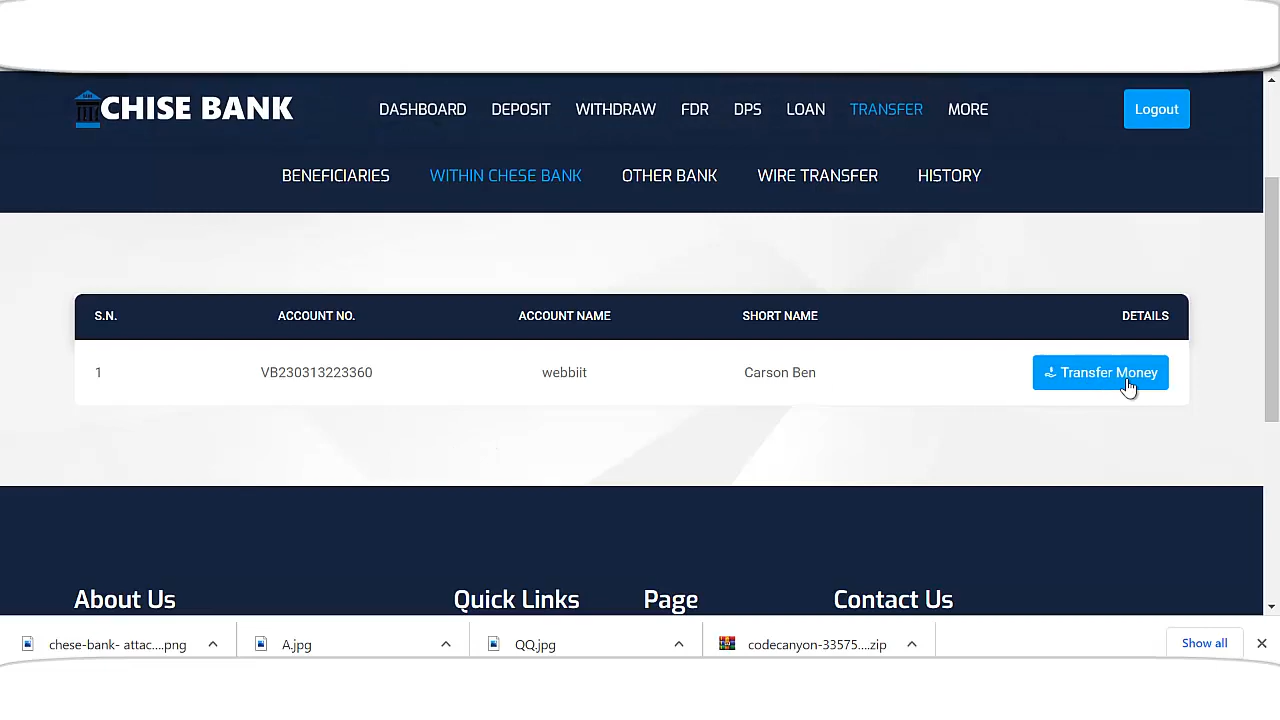 CHISE BANK
DASHBOARD DEPOSIT WITHDRAW FDR DPS LOAN TRANSFER MORE
Logout
BENEFICIARIES WITHIN CHESE BANK OTHER BANK WIRE TRANSFER HISTORY
S.N. ACCOUNT NO. ACCOUNT NAME SHORT NAME DETAILS
1 VB230313223360 webbiit Carson Ben Transfer Money
About Us Quick Links Page Contact Us
chese-bank- attac....png A.jpg QQ.jpg codecanyon-33575....zip Show all